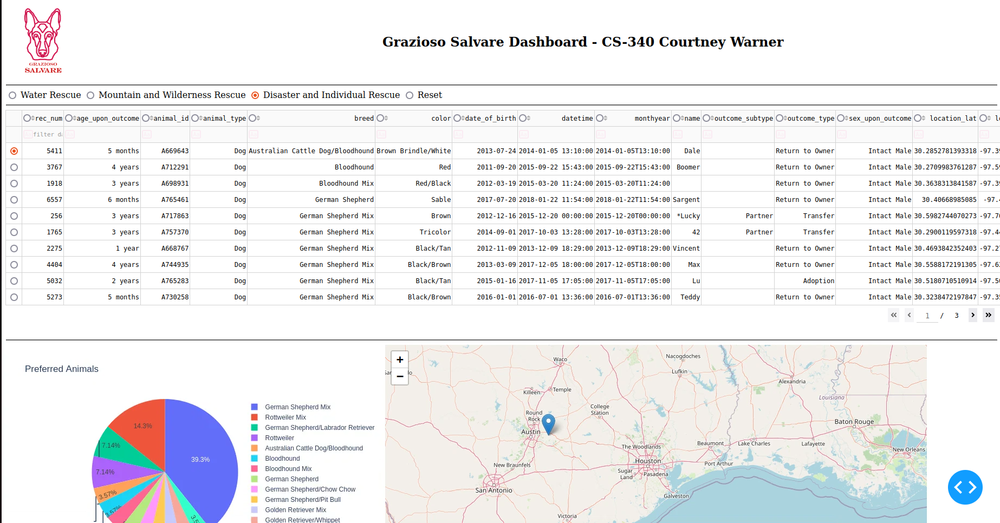 GRAZIOSO
SALVARE
Grazioso Salvare Dashboard - CS-340 Courtney Warner
Water Rescue Mountain and Wilderness Rescue Disaster and Individual Rescue Reset
rec_num age_upon_outcome animal_id animal_type breed color date_of_birth datetime monthyear name outcome_subtype outcome_type sex_upon_outcome location_lat
Aa filter d Aa Aa Aa Aa Aa Aa Aa Aa Aa Aa Aa Aa Aa
5411 5 months A669643 Dog Australian Cattle Dog/Bloodhound Brown Brindle/White 2013-07-24 2014-01-05 13:10:00 2014-01-05T13:10:00 Dale Return to Owner Intact Male 30.2852781393318 -97.39
3767 4 years A712291 Dog Bloodhound Red 2011-09-20 2015-09-22 15:43:00 2015-09-22T15:43:00 Boomer Return to Owner Intact Male 30.2709983761287 -97.59
1918 3 years A698931 Dog Bloodhound Mix Red/Black 2012-03-19 2015-03-20 11:24:00 2015-03-20T11:24:00 Return to Owner Intact Male 30.3638313841587 -97.39
6557 6 months A765461 Dog German Shepherd Sable 2017-07-20 2018-01-22 11:54:00 2018-01-22T11:54:00 Sargent Return to Owner Intact Male 30.40668985085 -97.4
256 3 years A717863 Dog German Shepherd Mix Brown 2012-12-16 2015-12-20 00:00:00 2015-12-20T00:00:00 *Lucky Partner Transfer Intact Male 30.5982744070273 -97.70
1765 3 years A757370 Dog German Shepherd Mix Tricolor 2014-09-01 2017-10-03 13:28:00 2017-10-03T13:28:00 42 Partner Transfer Intact Male 30.2900119597318 -97.44
2275 1 year A668767 Dog German Shepherd Mix Black/Tan 2012-11-09 2013-12-09 18:29:00 2013-12-09T18:29:00 Vincent Return to Owner Intact Male 30.4693842352403 -97.27
4404 4 years A744935 Dog German Shepherd Mix Black/Brown 2013-03-09 2017-12-05 18:00:00 2017-12-05T18:00:00 Max Return to Owner Intact Male 30.5588172191305 -97.62
5032 2 years A765283 Dog German Shepherd Mix Black/Tan 2015-01-16 2017-11-05 17:05:00 2017-11-05T17:05:00 Lu Adoption Intact Male 30.5180710510914 -97.50
5273 5 months A730258 Dog German Shepherd Mix Black/Brown 2016-01-01 2016-07-01 13:36:00 2016-07-01T13:36:00 Teddy Return to Owner Intact Male 30.3238472197847 -97.35
1 / 3
Preferred Animals
14.3%
39.3%
7.14%
7.14%
3.57%
3.57%
German Shepherd Mix
Rottweiler Mix
German Shepherd/Labrador Retriever
Rottweiler
Australian Cattle Dog/Bloodhound
Bloodhound
Bloodhound Mix
German Shepherd
German Shepherd/Chow Chow
German Shepherd/Pit Bull
Golden Retriever Mix
Golden Retriever/Whippet
+
−
Waco
Nacogdoches
Lufkin
Killeen
Temple
Alexandria
Louisiana
College
Station
Round
Rock
Austin
Baton Rouge
The Woodlands
Beaumont
Lake Charles
Lafayette
New Orleans
Houston
Port Arthur
New Braunfels
Sugar
Land
Pasadena
San Antonio
Galveston
Victoria